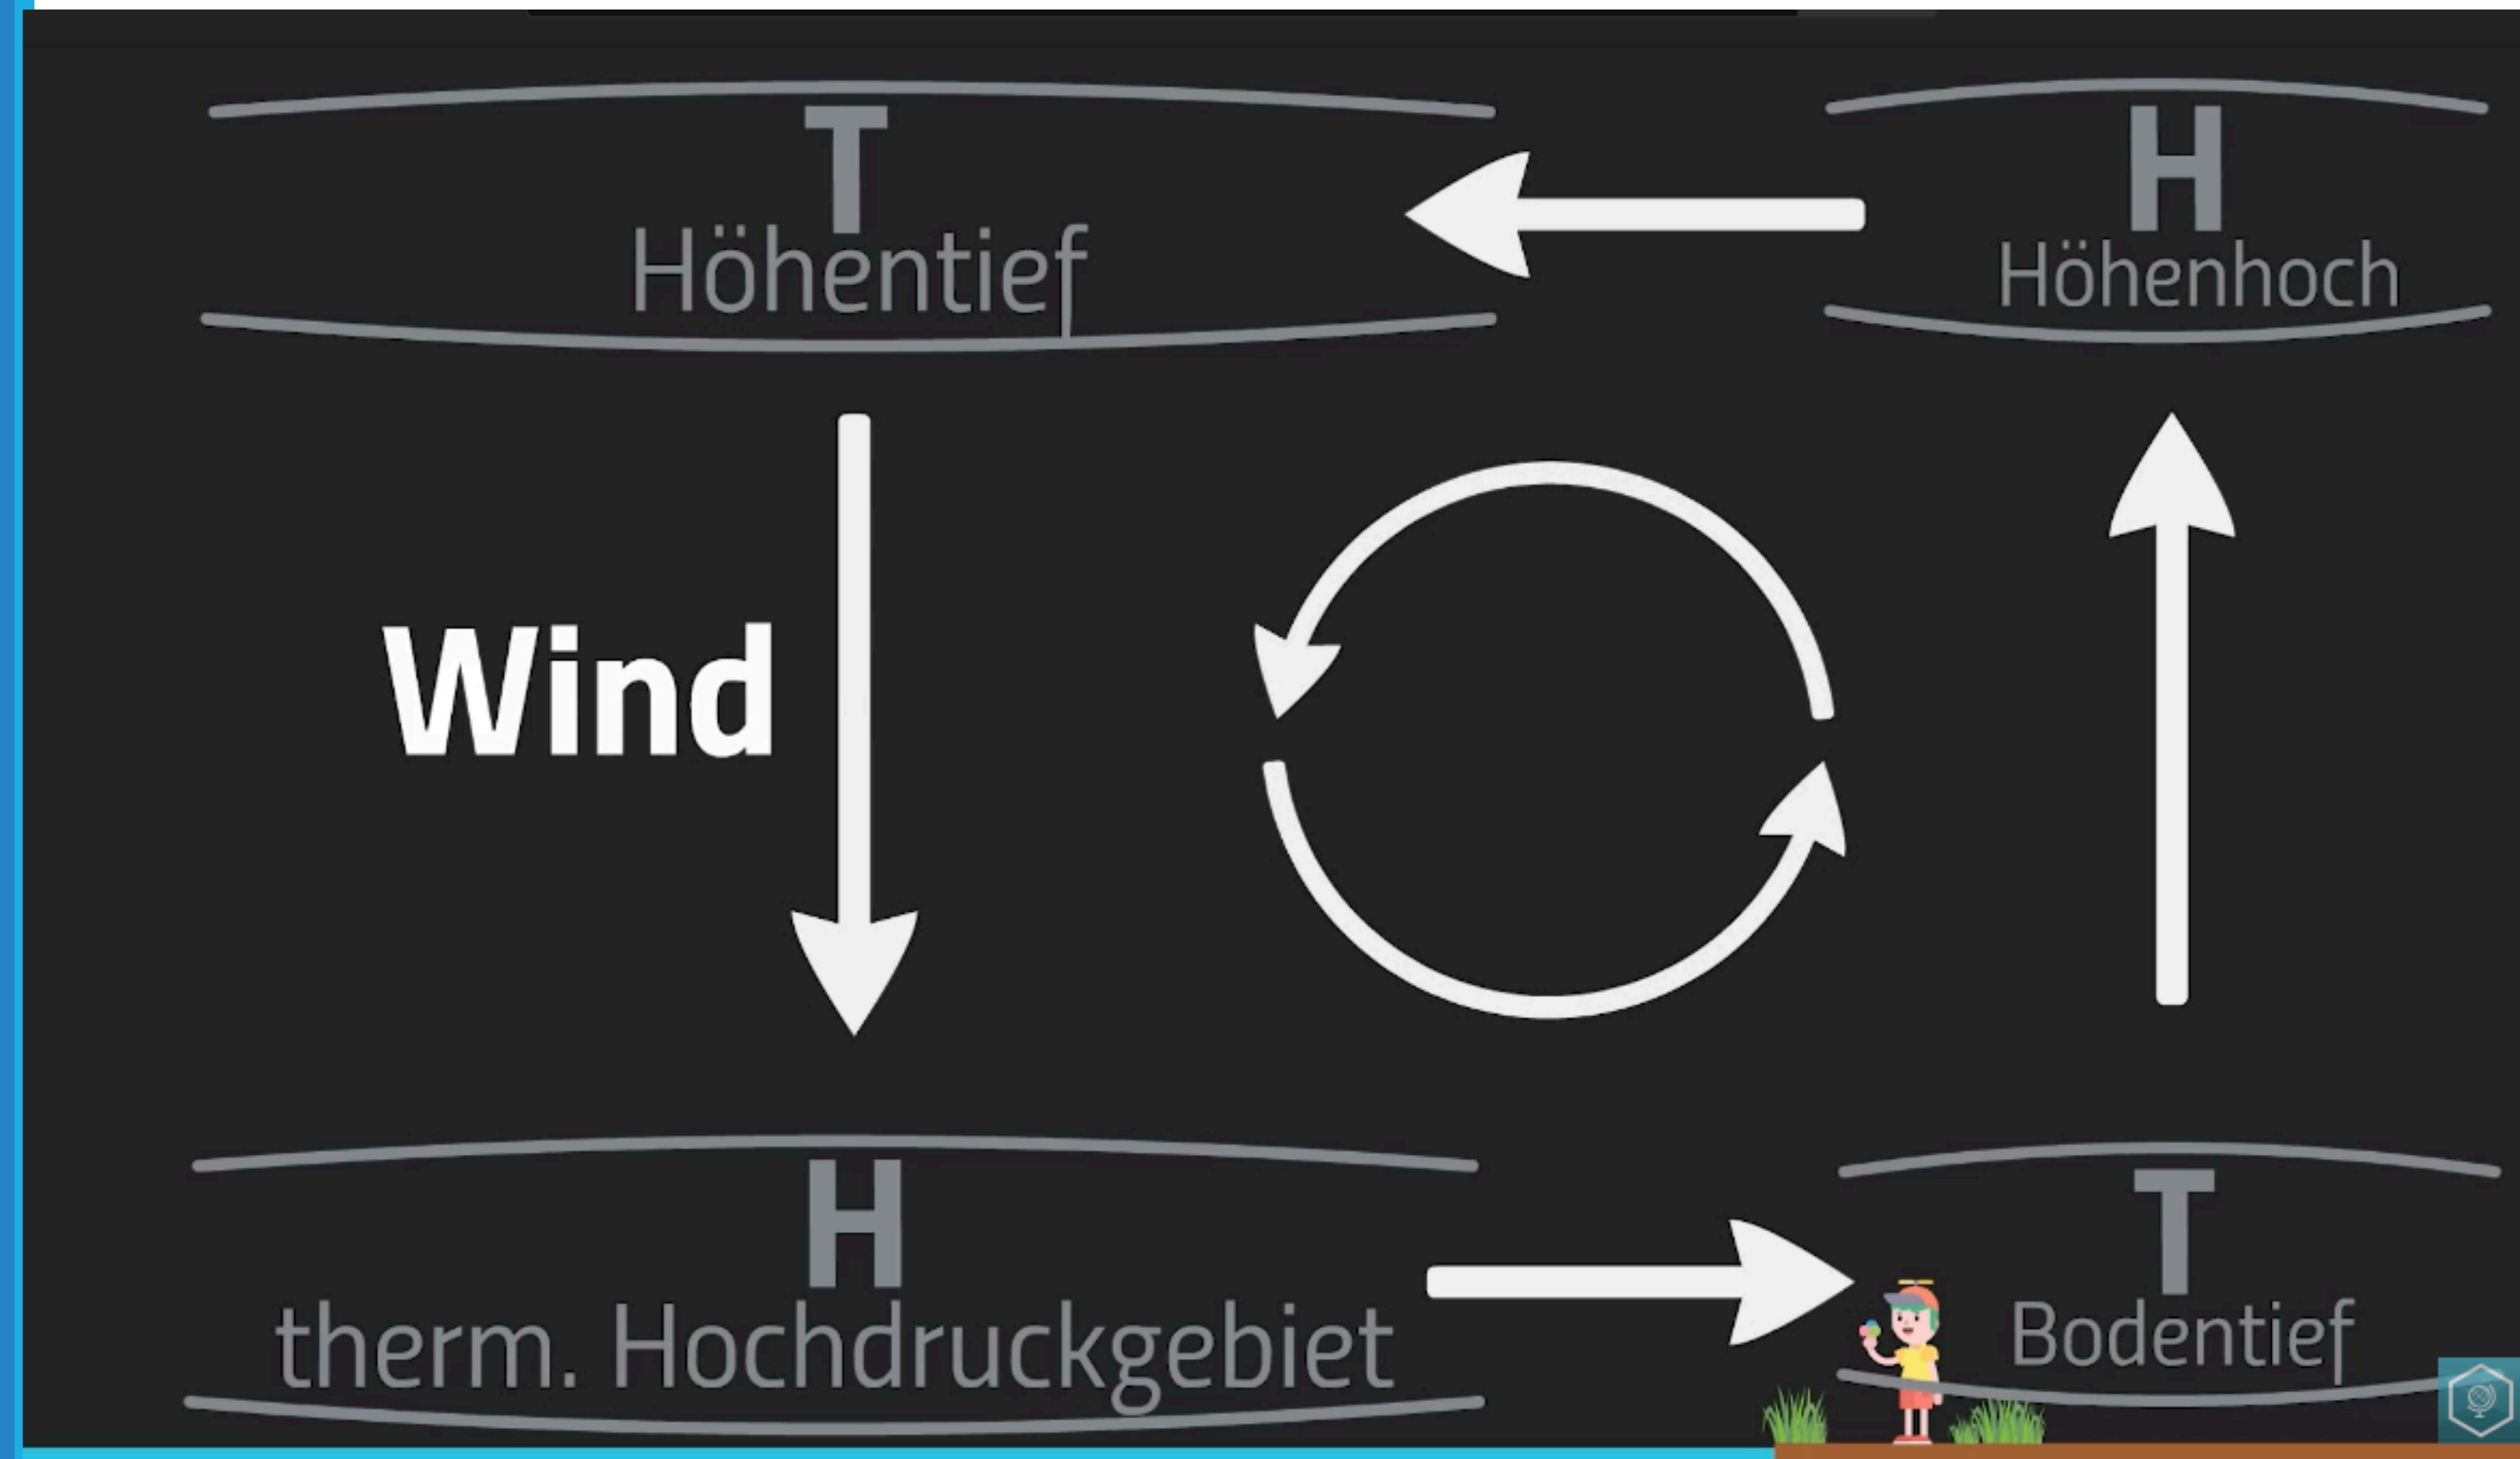 T
Höhentief
H
Höhenhoch
Wind
H
therm. Hochdruckgebiet
T
Bodentief